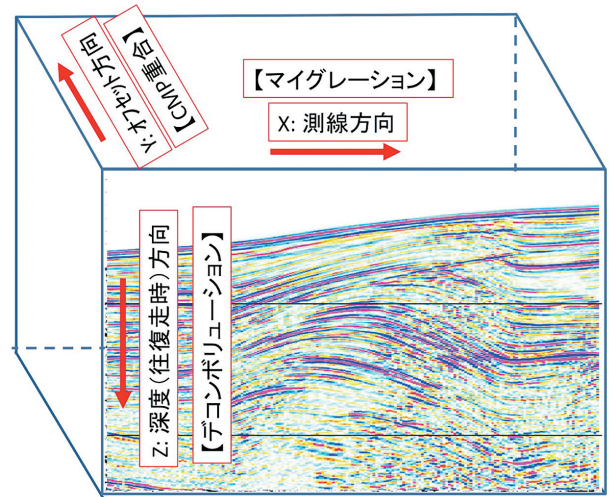 Y: オフセット方向
【CMP重合】
【マイグレーション】
X: 測線方向
Z: 深度(往復走時)方向
【デコンボリューション】